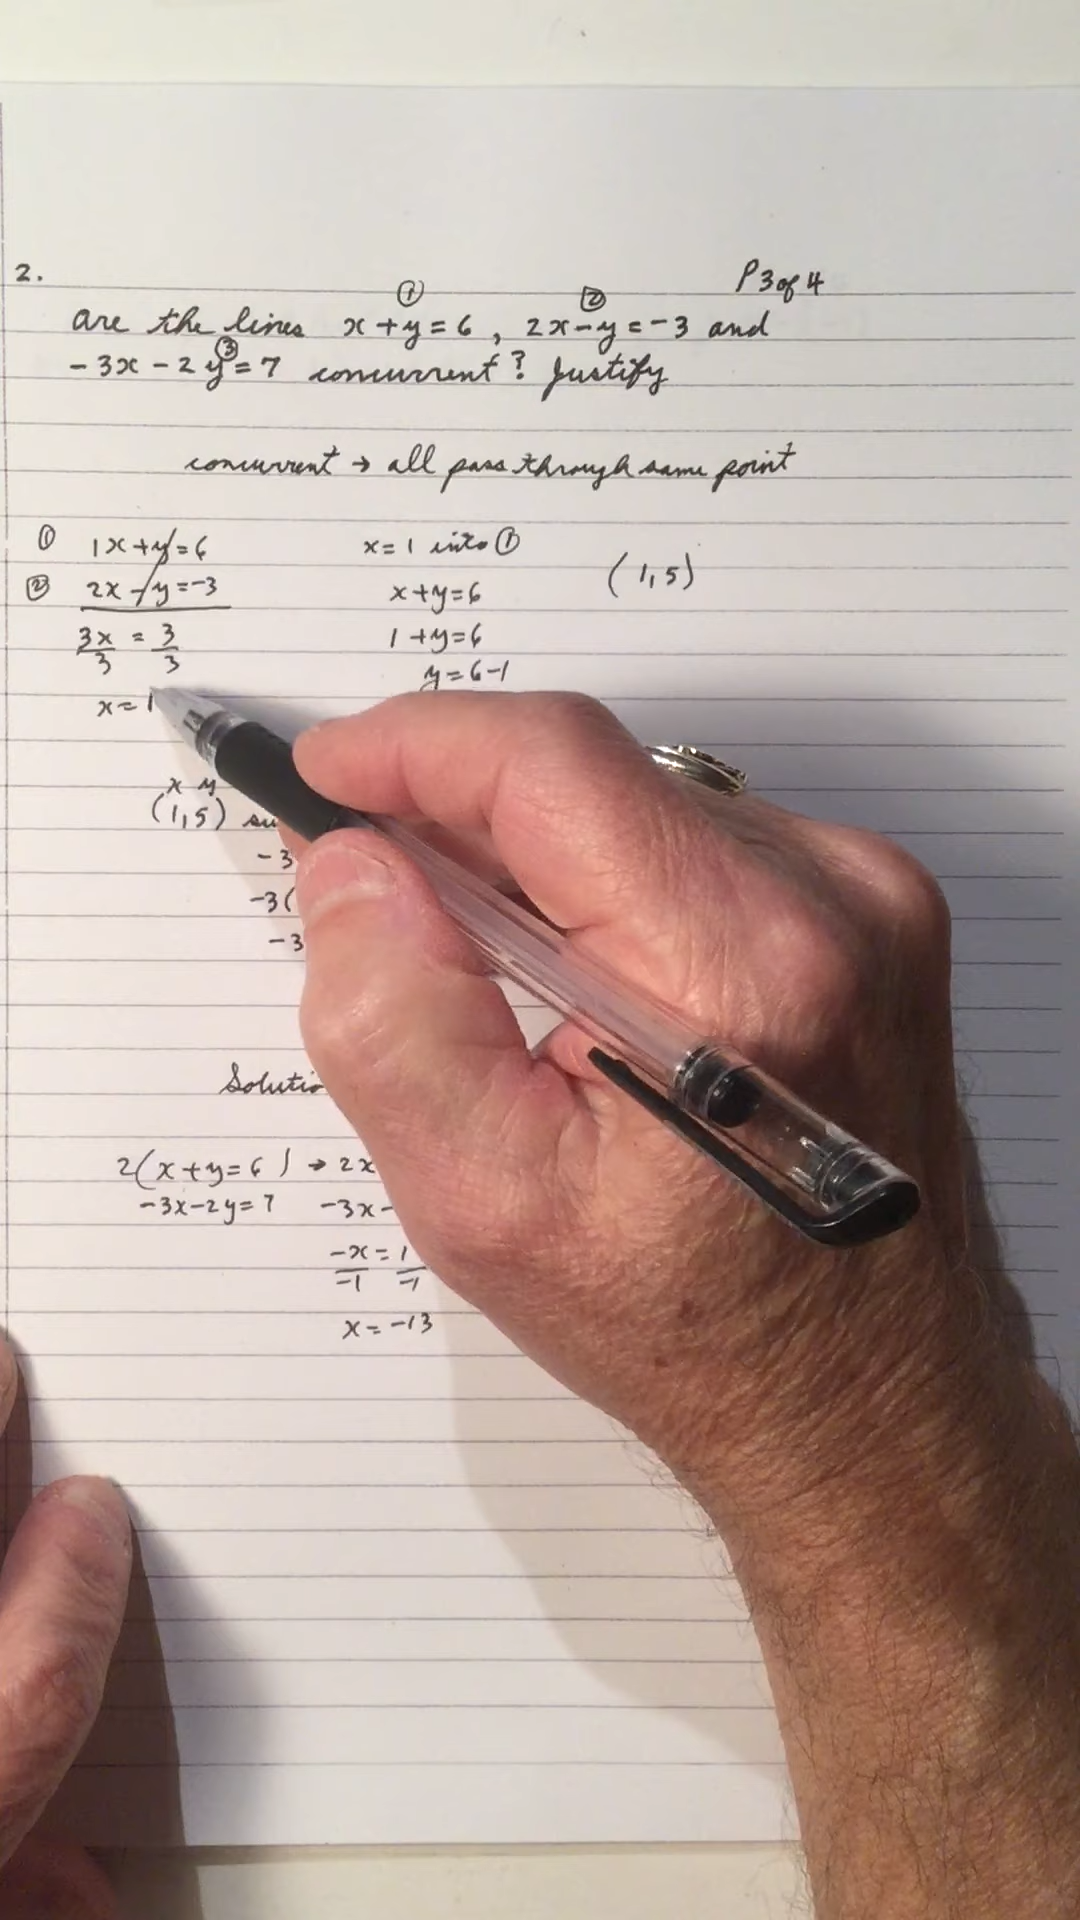 2.
P 3 of 4
① ②
are the lines x + y = 6 , 2x - y = -3 and
③
-3x - 2y = 7 concurrent? Justify
concurrent → all pass through same point
① 1x + y = 6
② 2x - y = -3
3x = 3
3 3
x = 1
x = 1 into ①
x + y = 6
1 + y = 6
y = 6 - 1
(1, 5)
x y
(1, 5)
-3
-3(
-3
2(x + y = 6) → 2x
-3x - 2y = 7 -3x -
-x = 1
-1 -1
x = -13